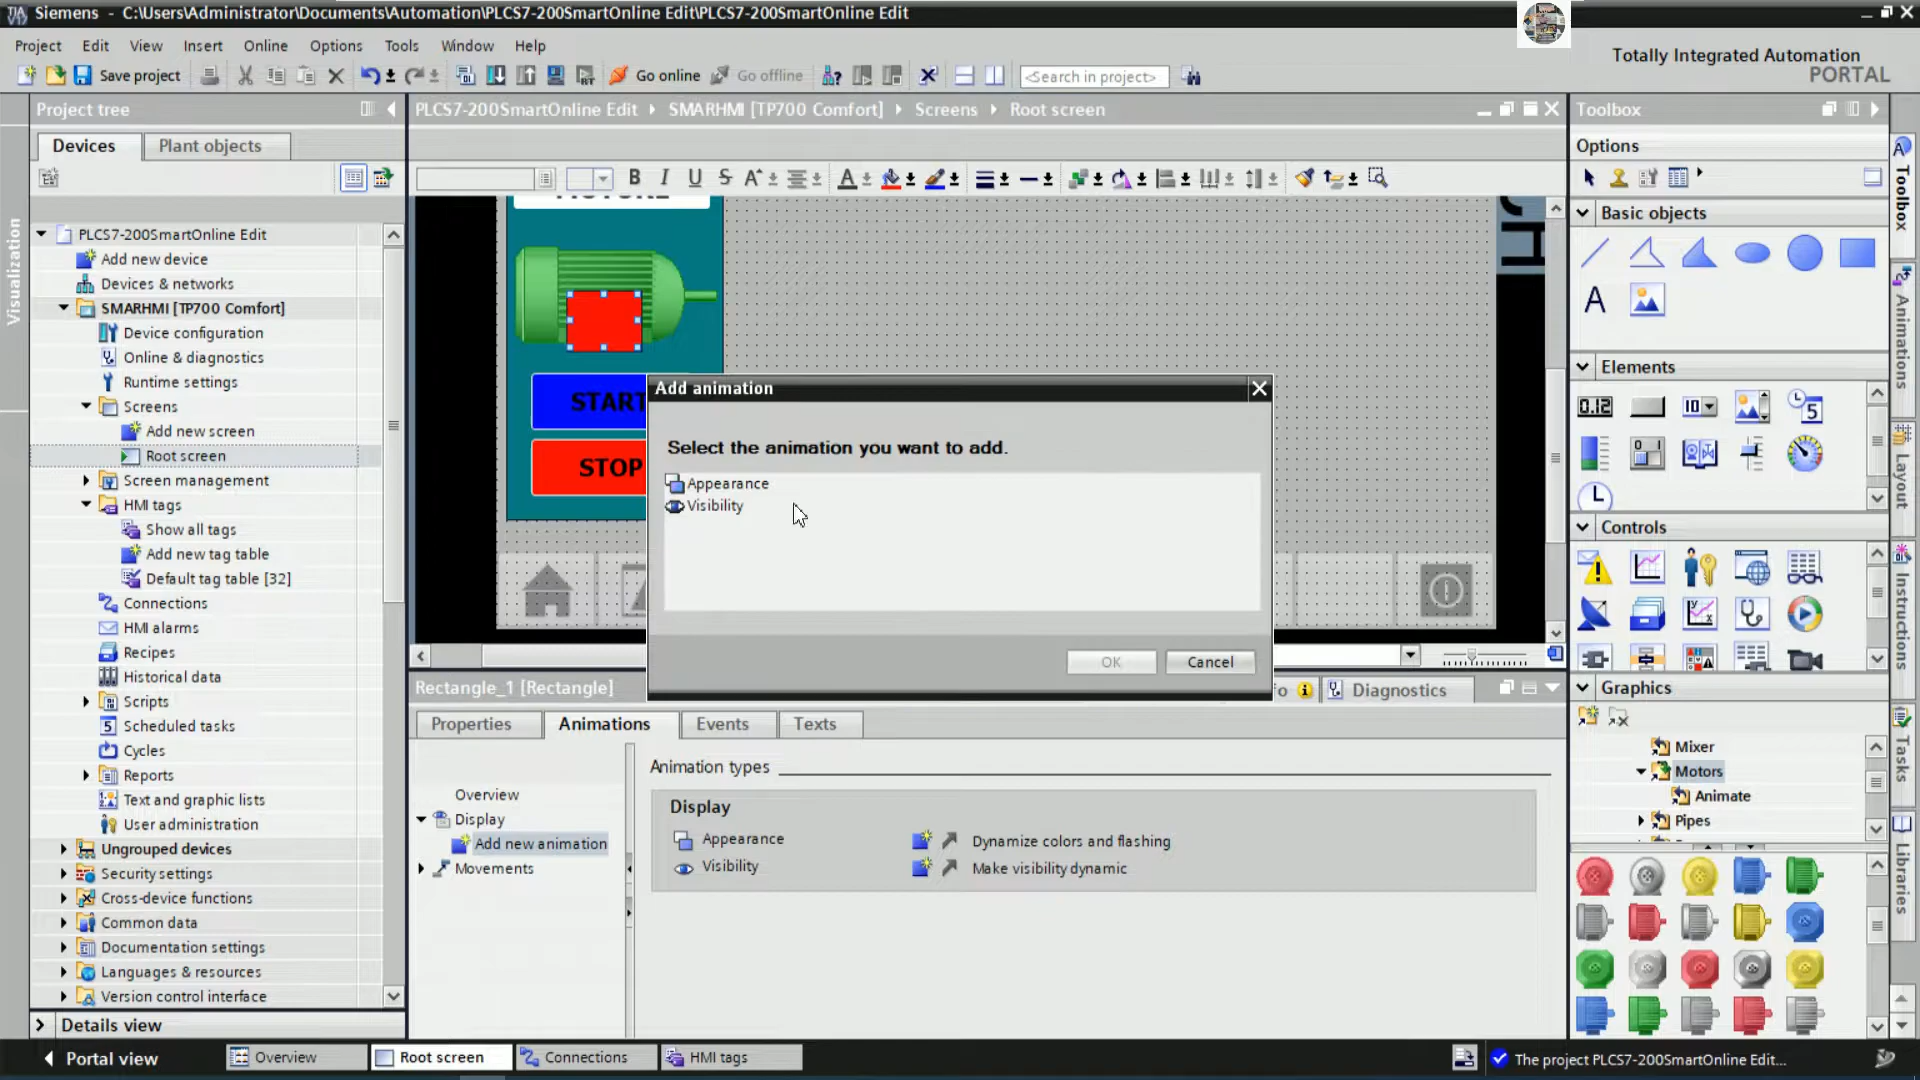 Siemens - C:\Users\Administrator\Documents\Automation\PLCS7-200SmartOnline Edit\PLCS7-200SmartOnline Edit
Project Edit View Insert Online Options Tools Window Help
Totally Integrated Automation
PORTAL
Save project Go online Go offline <Search in project>
Project tree
PLCS7-200SmartOnline Edit SMARHMI [TP700 Comfort] Screens Root screen
Toolbox
Devices Plant objects
Options
B I U S A A
Visualization
PLCS7-200SmartOnline Edit
Add new device
Devices & networks
SMARHMI [TP700 Comfort]
Device configuration
Online & diagnostics
Runtime settings
Screens
Add new screen
Root screen
Screen management
HMI tags
Show all tags
Add new tag table
Default tag table [32]
Connections
HMI alarms
Recipes
Historical data
Scripts
Scheduled tasks
Cycles
Reports
Text and graphic lists
User administration
Ungrouped devices
Security settings
Cross-device functions
Common data
Documentation settings
Languages & resources
Version control interface
Details view
START
STOP
Add animation
Select the animation you want to add.
Appearance
Visibility
OK Cancel
Rectangle_1 [Rectangle]
Diagnostics
Properties Animations Events Texts
Overview
Display
Add new animation
Movements
Animation types
Display
Appearance Dynamize colors and flashing
Visibility Make visibility dynamic
Basic objects
A
Elements
0.12 10 5
Controls
Graphics
Mixer
Motors
Animate
Pipes
Toolbox
Animations
Layout
Instructions
Tasks
Libraries
Portal view Overview Root screen Connections HMI tags
The project PLCS7-200SmartOnline Edit...